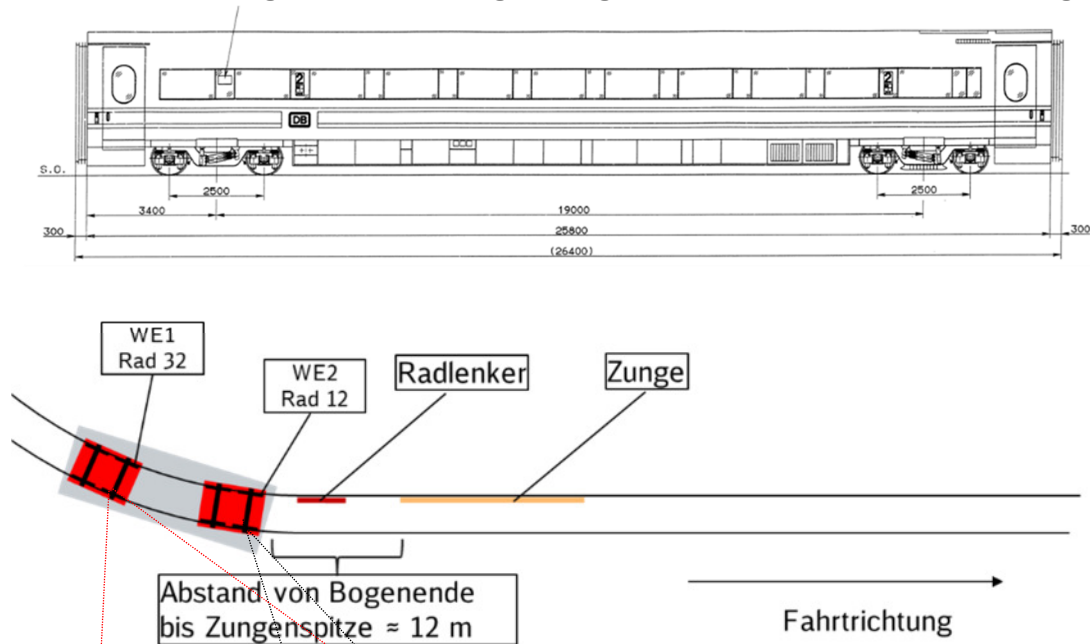 DB
S.O.
2500
2500
3400
19000
300
25800
300
(26400)
WE1
Rad 32
WE2
Rad 12
Radlenker
Zunge
Abstand von Bogenende
bis Zungenspitze ≈ 12 m
Fahrtrichtung